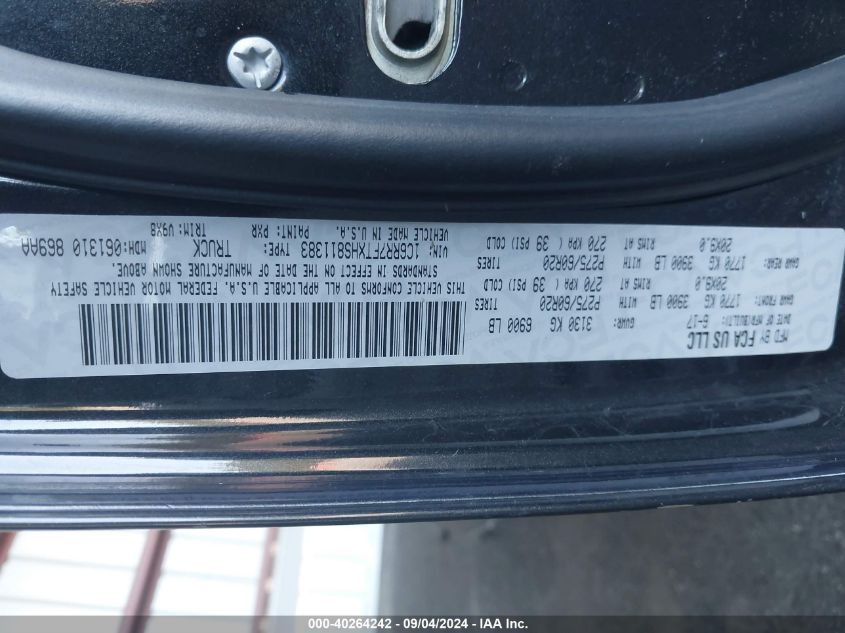 MFD BY FCA US LLC
DATE OF MFR(BUILT): 6-17 GVWR: 3130 KG 6900 LB
GAWR FRONT: 1770 KG 3900 LB WITH P275/60R20 TIRES
20X9.0 RIMS AT 270 KPA ( 39 PSI) COLD
GAWR REAR: 1770 KG 3900 LB WITH P275/60R20 TIRES
20X9.0 RIMS AT 270 KPA ( 39 PSI) COLD
THIS VEHICLE CONFORMS TO ALL APPLICABLE U.S.A. FEDERAL MOTOR VEHICLE SAFETY
STANDARDS IN EFFECT ON THE DATE OF MANUFACTURE SHOWN ABOVE.
VIN: 1C6RR7FTXHS811383 TYPE: TRUCK MDH:061310 869AA
VEHICLE MADE IN U.S.A. PAINT: PXR TRIM:V9X8
000-40264242 - 09/04/2024 - IAA Inc.